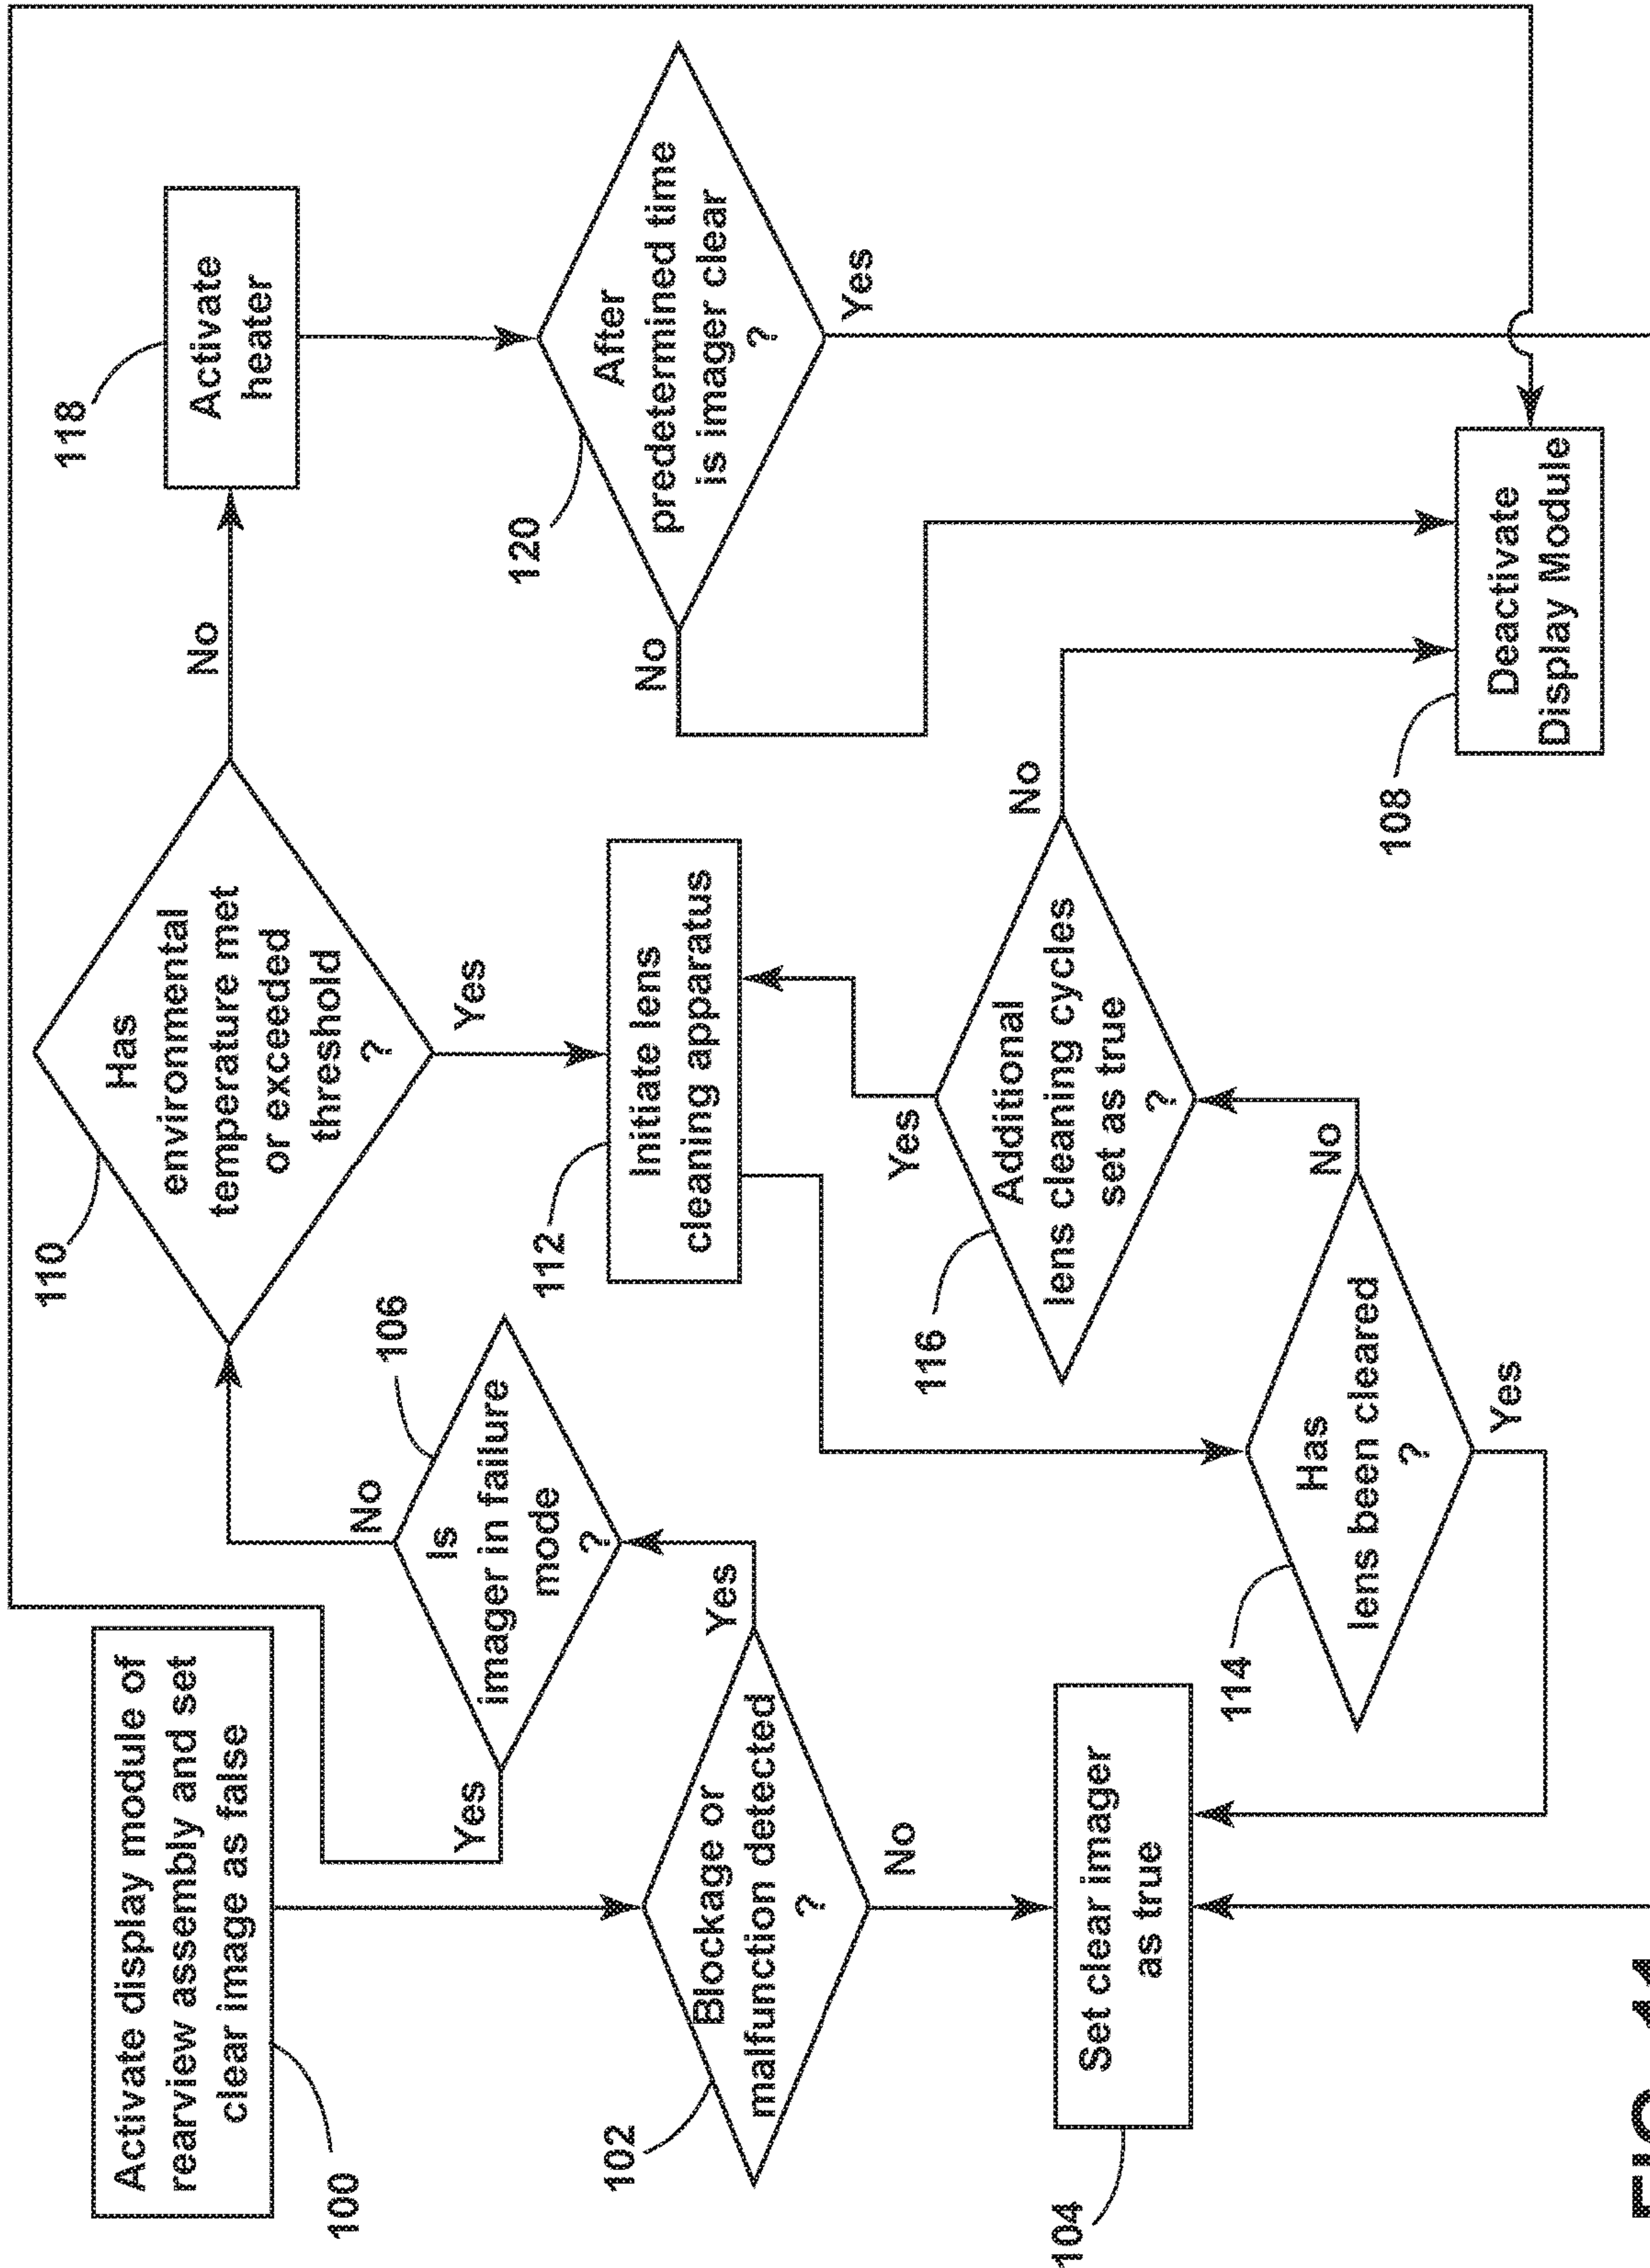 100
Activate display module of
rearview assembly and set
clear image as false
102
Blockage or
malfunction detected
?
Yes
No
104
Set clear imager
as true
106
Is
imager in failure
mode
?
Yes
No
110
Has
environmental
temperature met
or exceeded
threshold
?
No
Yes
118
Activate
heater
120
After
predetermined time
is imager clear
?
No
Yes
112
Initiate lens
cleaning apparatus
114
Has
lens been cleared
?
No
Yes
116
Additional
lens cleaning cycles
set as true
?
Yes
No
108
Deactivate
Display Module